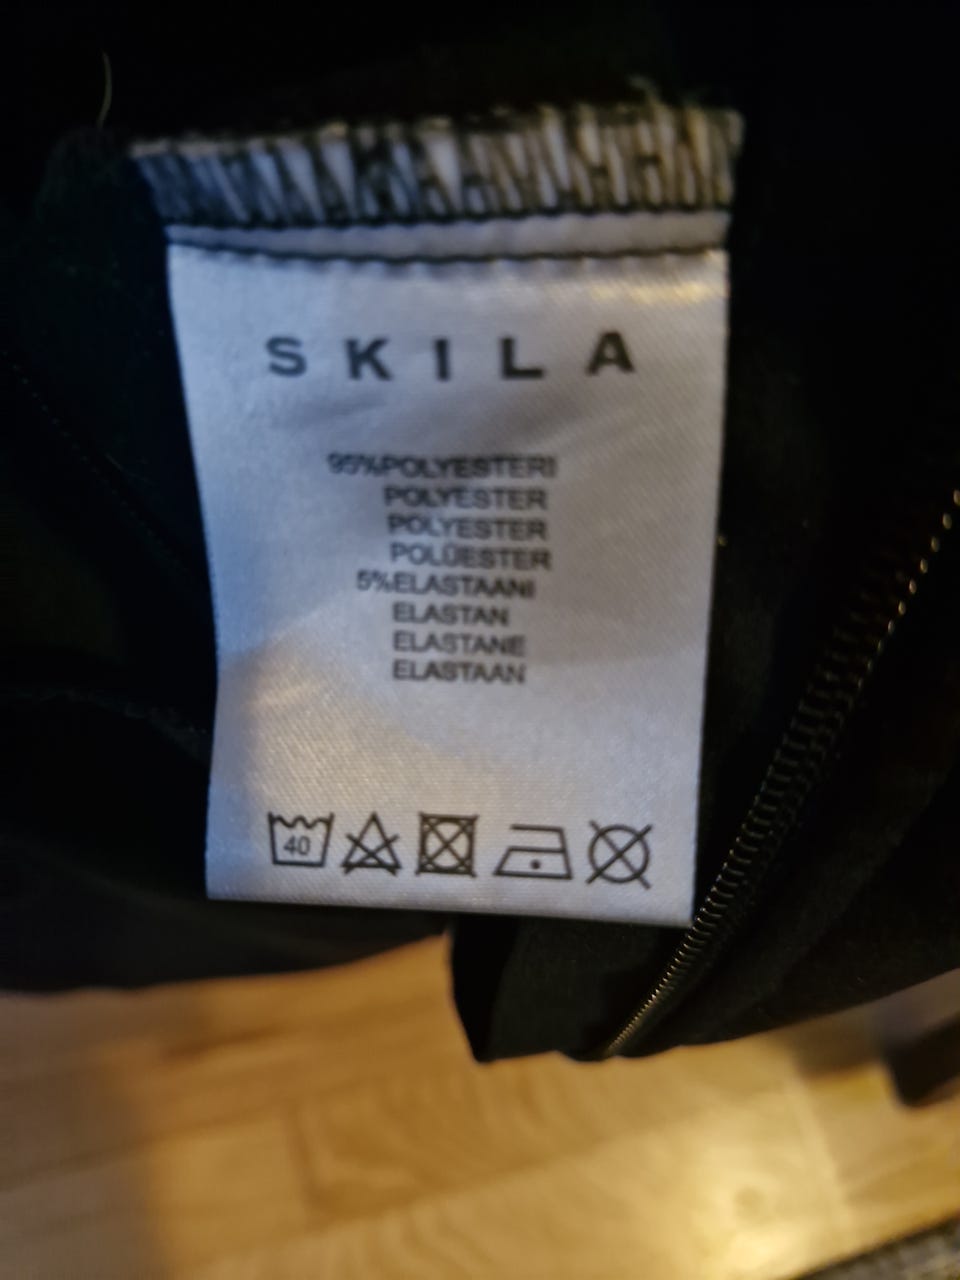 SKILA
95%POLYESTERI
POLYESTER
POLYESTER
POLÜESTER
5%ELASTAANI
ELASTAN
ELASTANE
ELASTAAN
40